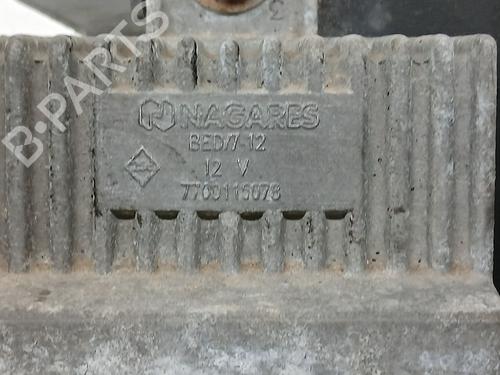 NAGARES
BED/7-12
12 V
7700115078
B-PARTS